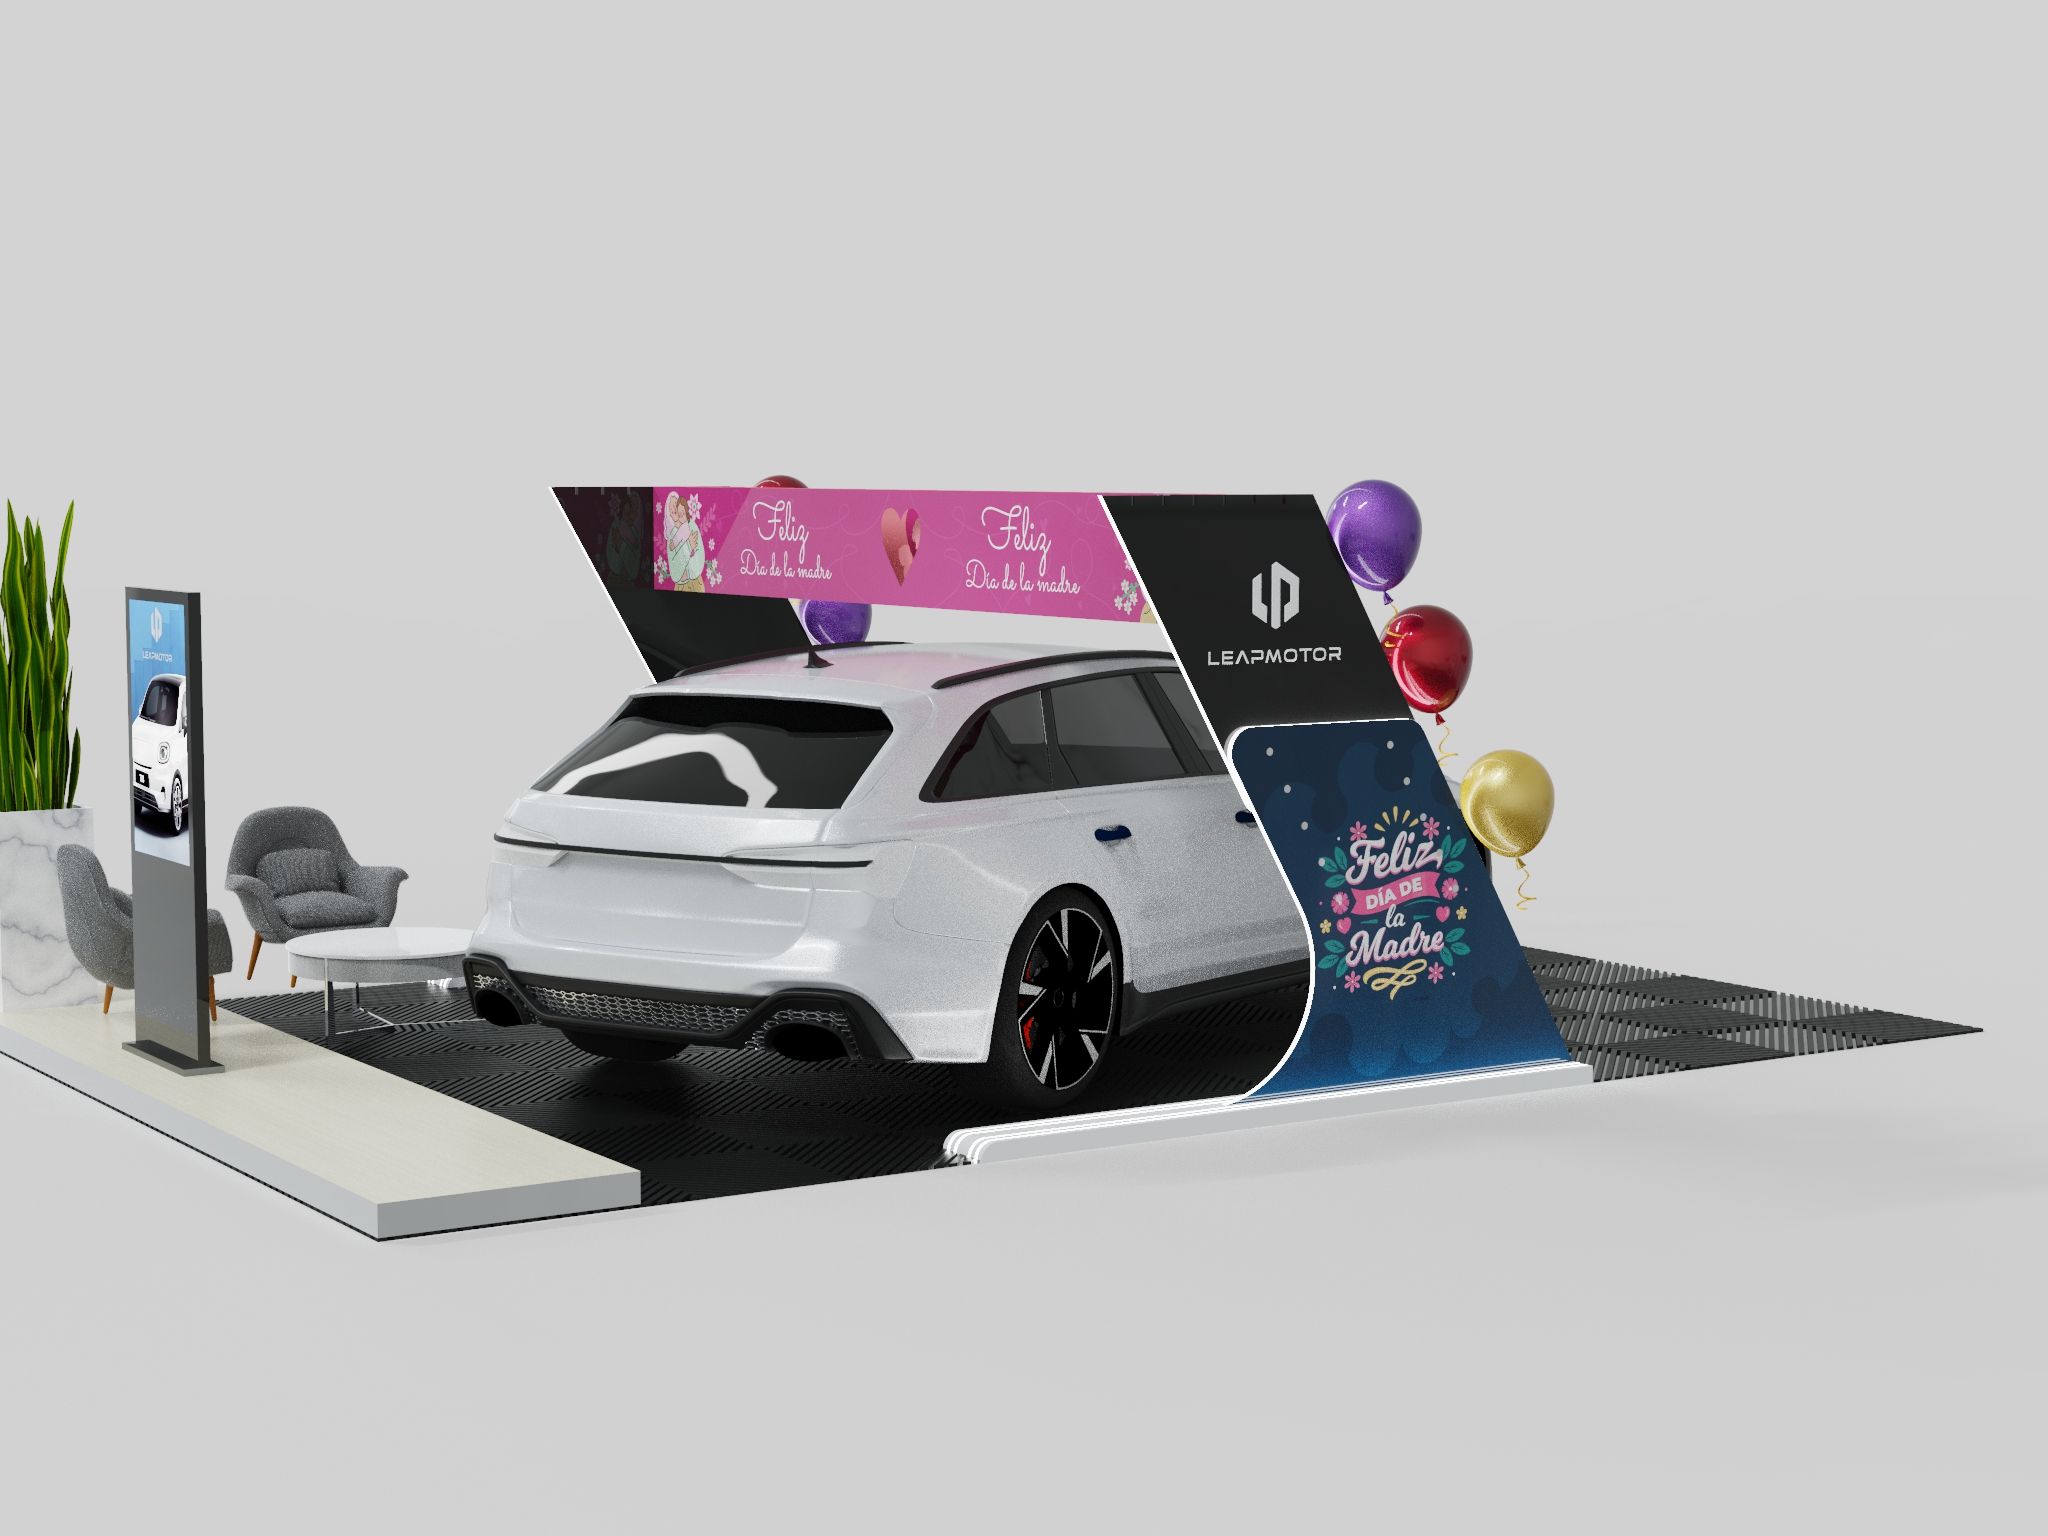 Feliz
Día de la madre
Feliz
Día de la madre
LEAPMOTOR
LEAPMOTOR
Feliz
DÍA DE
la
Madre